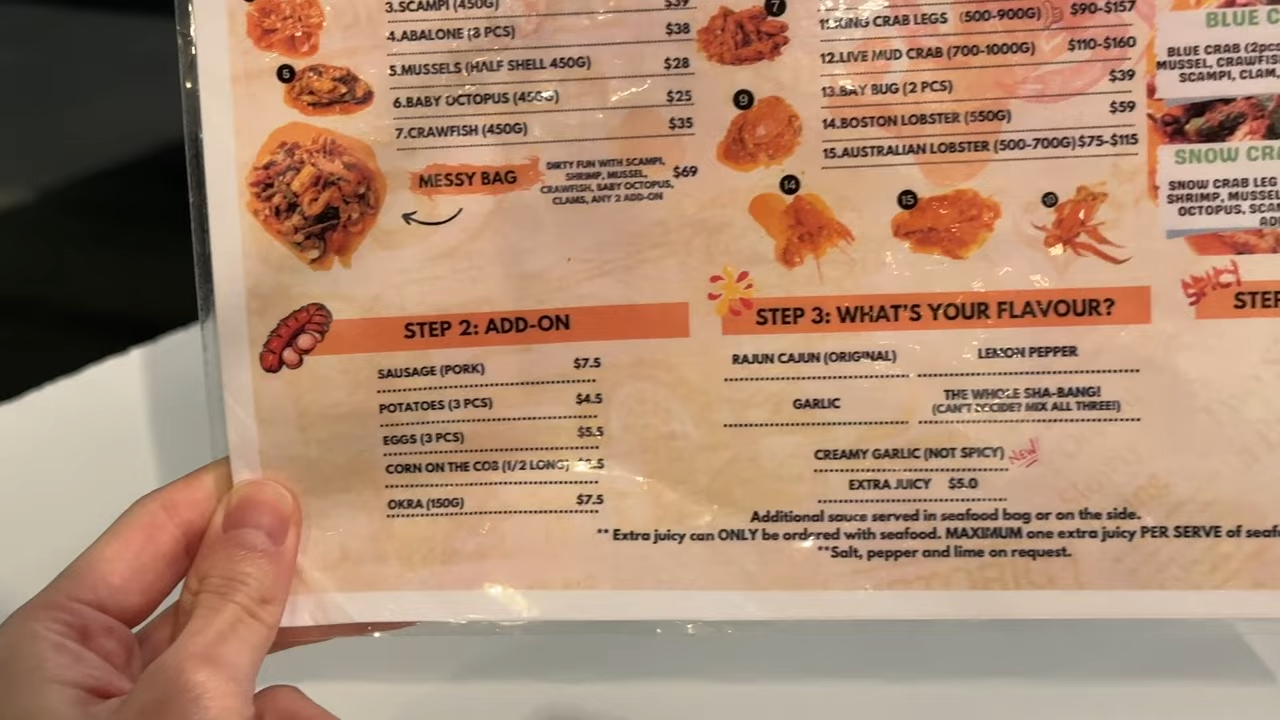 3.SCAMPI (450G) $39
4.ABALONE (3 PCS) $38
5
5.MUSSELS (HALF SHELL 450G) $28
6.BABY OCTOPUS (450G) $25
7.CRAWFISH (450G) $35
MESSY BAG
DIRTY FUN WITH SCAMPI,
SHRIMP, MUSSEL,
CRAWFISH, BABY OCTOPUS,
CLAMS, ANY 2 ADD-ON
$69
7
11.KING CRAB LEGS (500-900G) $90-$157
12.LIVE MUD CRAB (700-1000G) $110-$160
13.BAY BUG (2 PCS) $39
9
14.BOSTON LOBSTER (550G) $59
15.AUSTRALIAN LOBSTER (500-700G) $75-$115
14
15
BLUE C
BLUE CRAB (2pcs
MUSSEL, CRAWFIS
SCAMPI, CLAM,
SNOW CRA
SNOW CRAB LEG
SHRIMP, MUSSEL
OCTOPUS, SCA
STEP 2: ADD-ON
SAUSAGE (PORK) $7.5
POTATOES (3 PCS) $4.5
EGGS (3 PCS) $5.5
CORN ON THE COB (1/2 LONG)
OKRA (150G) $7.5
STEP 3: WHAT'S YOUR FLAVOUR?
RAJUN CAJUN (ORIGINAL) LEMON PEPPER
GARLIC
THE WHOLE SHA-BANG!
(CAN'T DECIDE? MIX ALL THREE!)
CREAMY GARLIC (NOT SPICY) NEW!
EXTRA JUICY $5.0
Additional sauce served in seafood bag or on the side.
** Extra juicy can ONLY be ordered with seafood. MAXIMUM one extra juicy PER SERVE of seafo
**Salt, pepper and lime on request.
SPICY
STEP